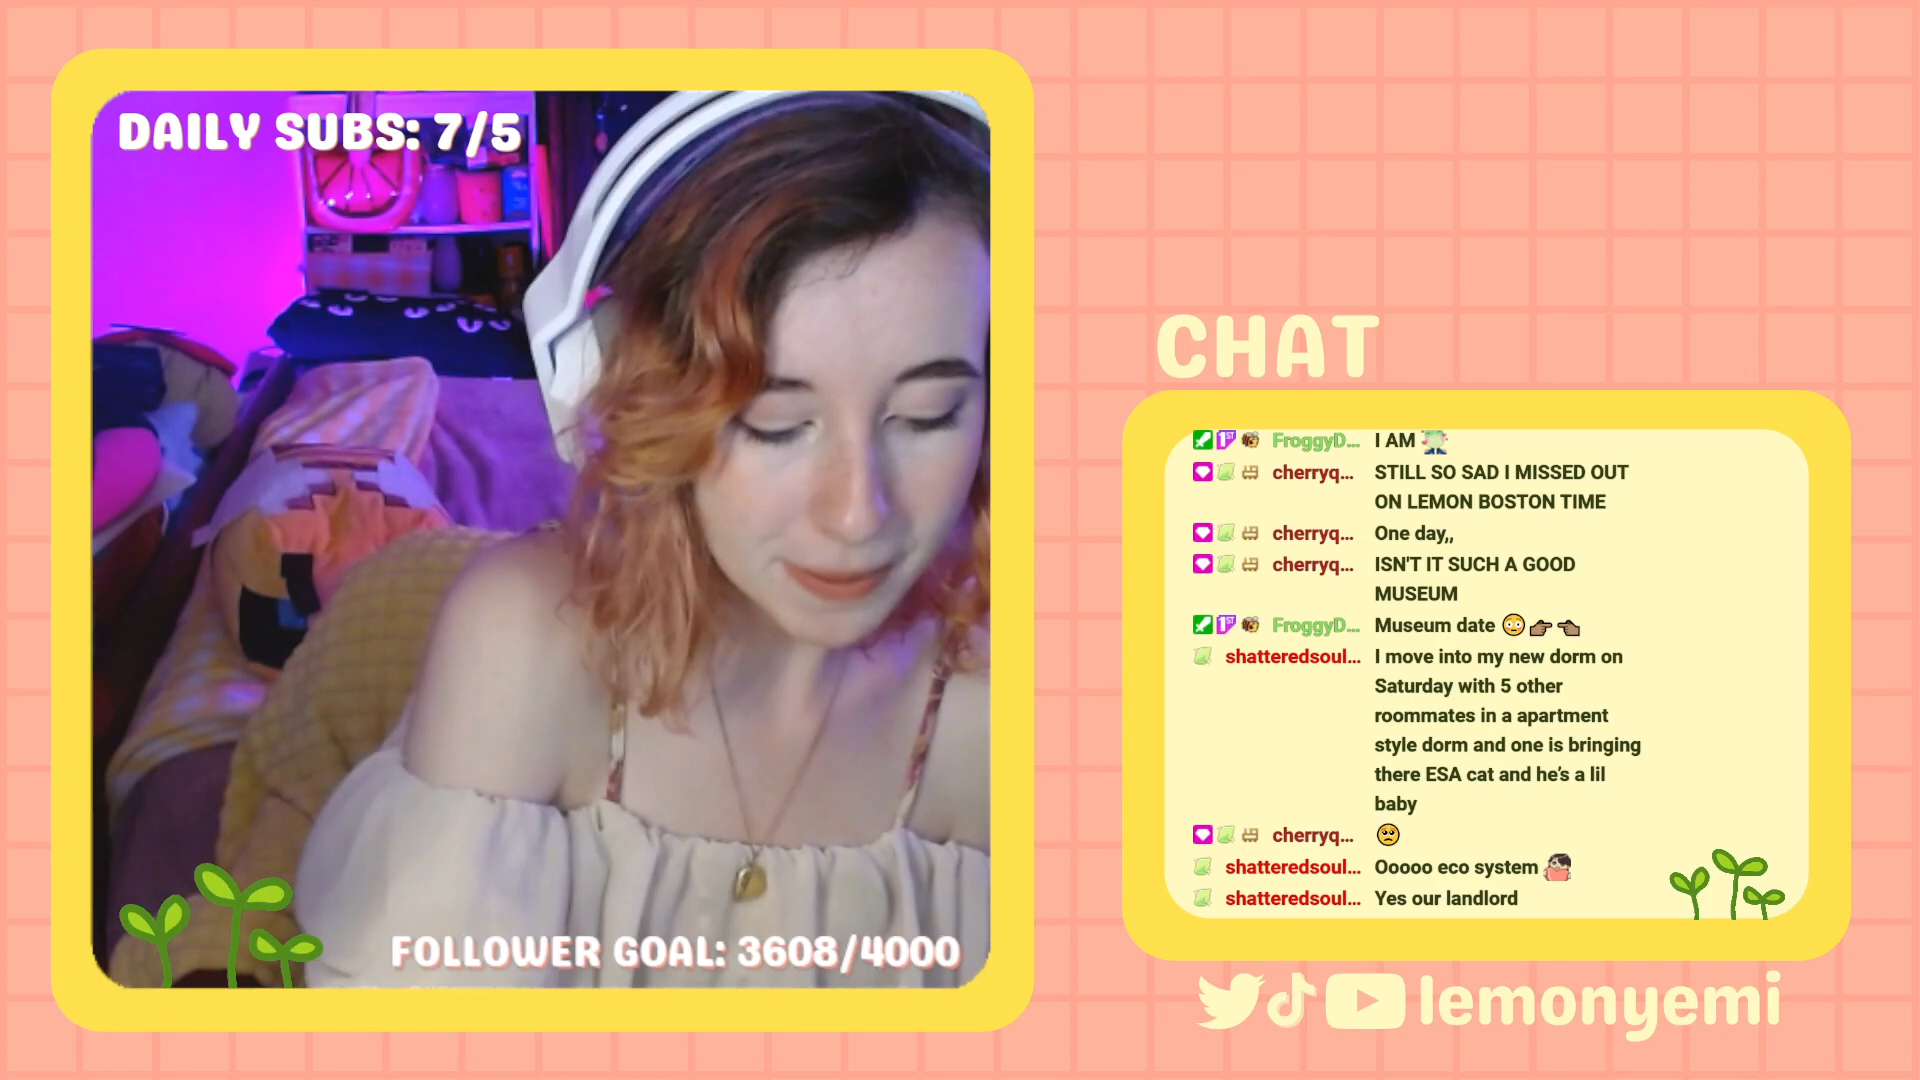 DAILY SUBS: 7/5
FOLLOWER GOAL: 3608/4000
CHAT
FroggyD... I AM
cherryq... STILL SO SAD I MISSED OUT
ON LEMON BOSTON TIME
cherryq... One day,,
cherryq... ISN'T IT SUCH A GOOD
MUSEUM
FroggyD... Museum date 😳👉🏾👈🏾
shatteredsoul... I move into my new dorm on
Saturday with 5 other
roommates in a apartment
style dorm and one is bringing
there ESA cat and he’s a lil
baby
cherryq... 🥺
shatteredsoul... Ooooo eco system
shatteredsoul... Yes our landlord
lemonyemi